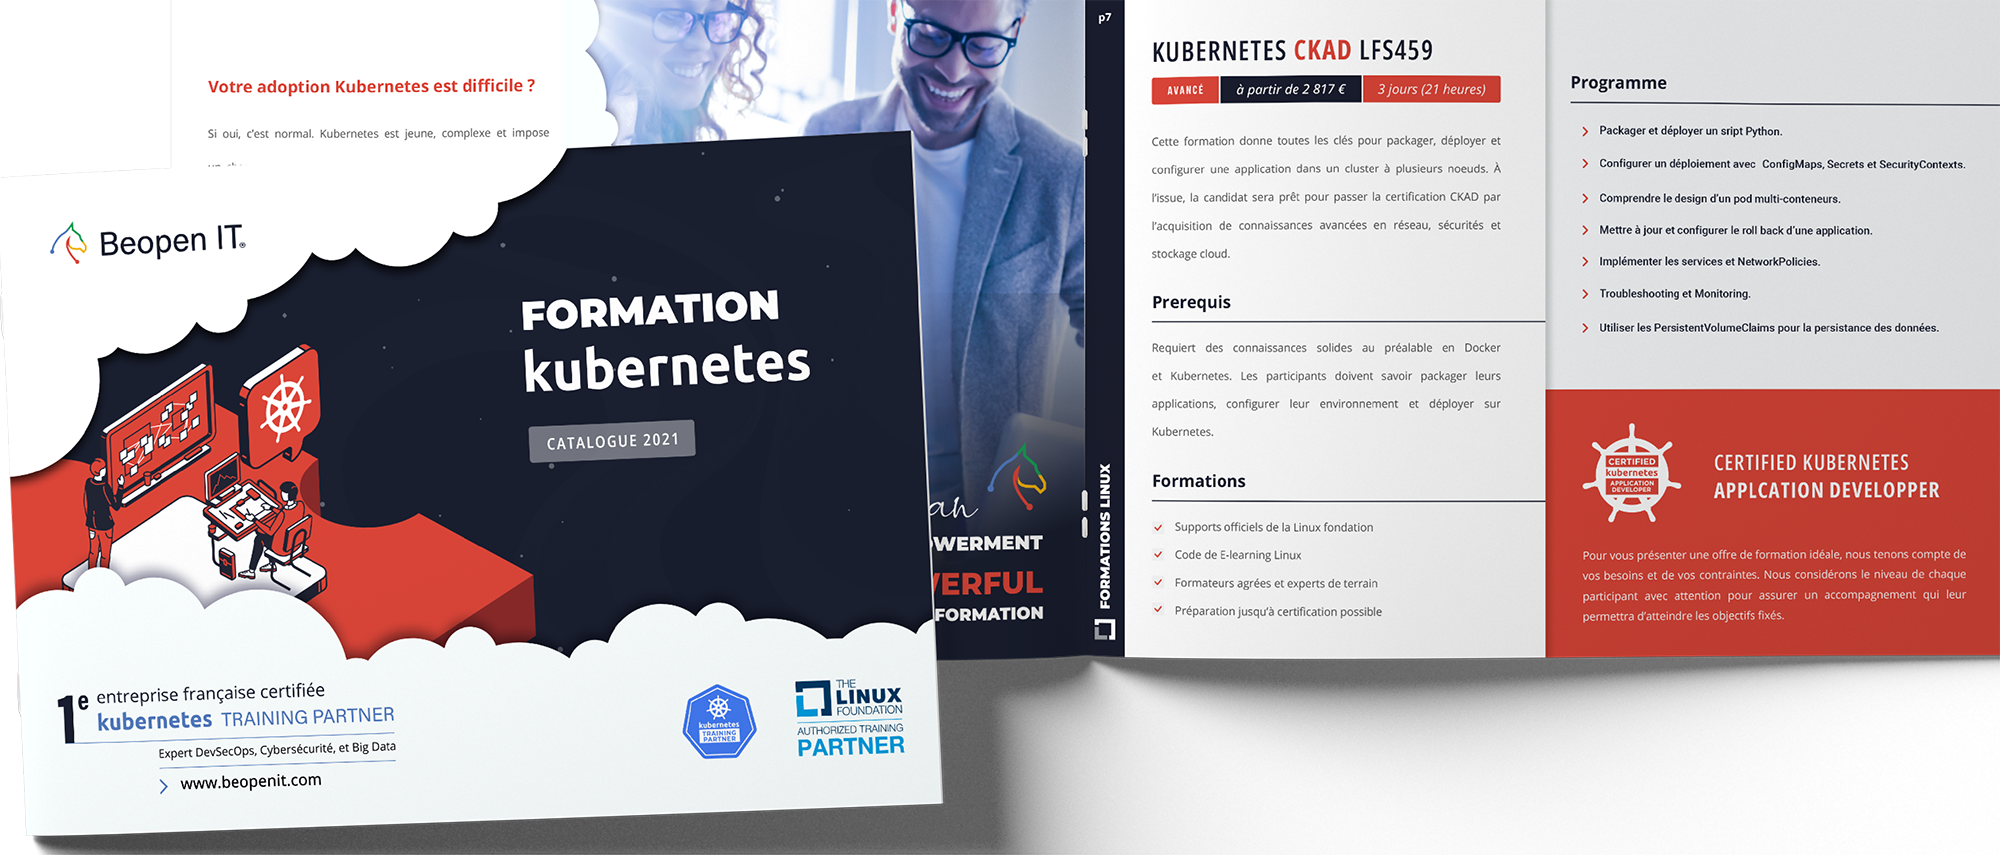 Votre adoption Kubernetes est difficile ?
Si oui, c'est normal. Kubernetes est jeune, complexe et impose
Beopen IT®
FORMATION
kubernetes
CATALOGUE 2021
1e entreprise française certifiée
kubernetes TRAINING PARTNER
Expert DevSecOps, Cybersécurité, et Big Data
www.beopenit.com
kubernetes
TRAINING
PARTNER
THE
LINUX
FOUNDATION
AUTHORIZED TRAINING
PARTNER
FORMATION
p7
FORMATIONS LINUX
KUBERNETES CKAD LFS459
AVANCÉ
à partir de 2 817 €
3 jours (21 heures)
Cette formation donne toutes les clés pour packager, déployer et
configurer une application dans un cluster à plusieurs noeuds. À
l'issue, la candidat sera prêt pour passer la certification CKAD par
l'acquisition de connaissances avancées en réseau, sécurités et
stockage cloud.
Prerequis
Requiert des connaissances solides au préalable en Docker
et Kubernetes. Les participants doivent savoir packager leurs
applications, configurer leur environnement et déployer sur
Kubernetes.
Formations
Supports officiels de la Linux fondation
Code de E-learning Linux
Formateurs agrées et experts de terrain
Préparation jusqu'à certification possible
Programme
Packager et déployer un sript Python.
Configurer un déploiement avec ConfigMaps, Secrets et SecurityContexts.
Comprendre le design d'un pod multi-conteneurs.
Mettre à jour et configurer le roll back d'une application.
Implémenter les services et NetworkPolicies.
Troubleshooting et Monitoring.
Utiliser les PersistentVolumeClaims pour la persistance des données.
CERTIFIED
kubernetes
APPLICATION
DEVELOPER
CERTIFIED KUBERNETES
APPLCATION DEVELOPPER
Pour vous présenter une offre de formation idéale, nous tenons compte de
vos besoins et de vos contraintes. Nous considérons le niveau de chaque
participant avec attention pour assurer un accompagnement qui leur
permettra d'atteindre les objectifs fixés.